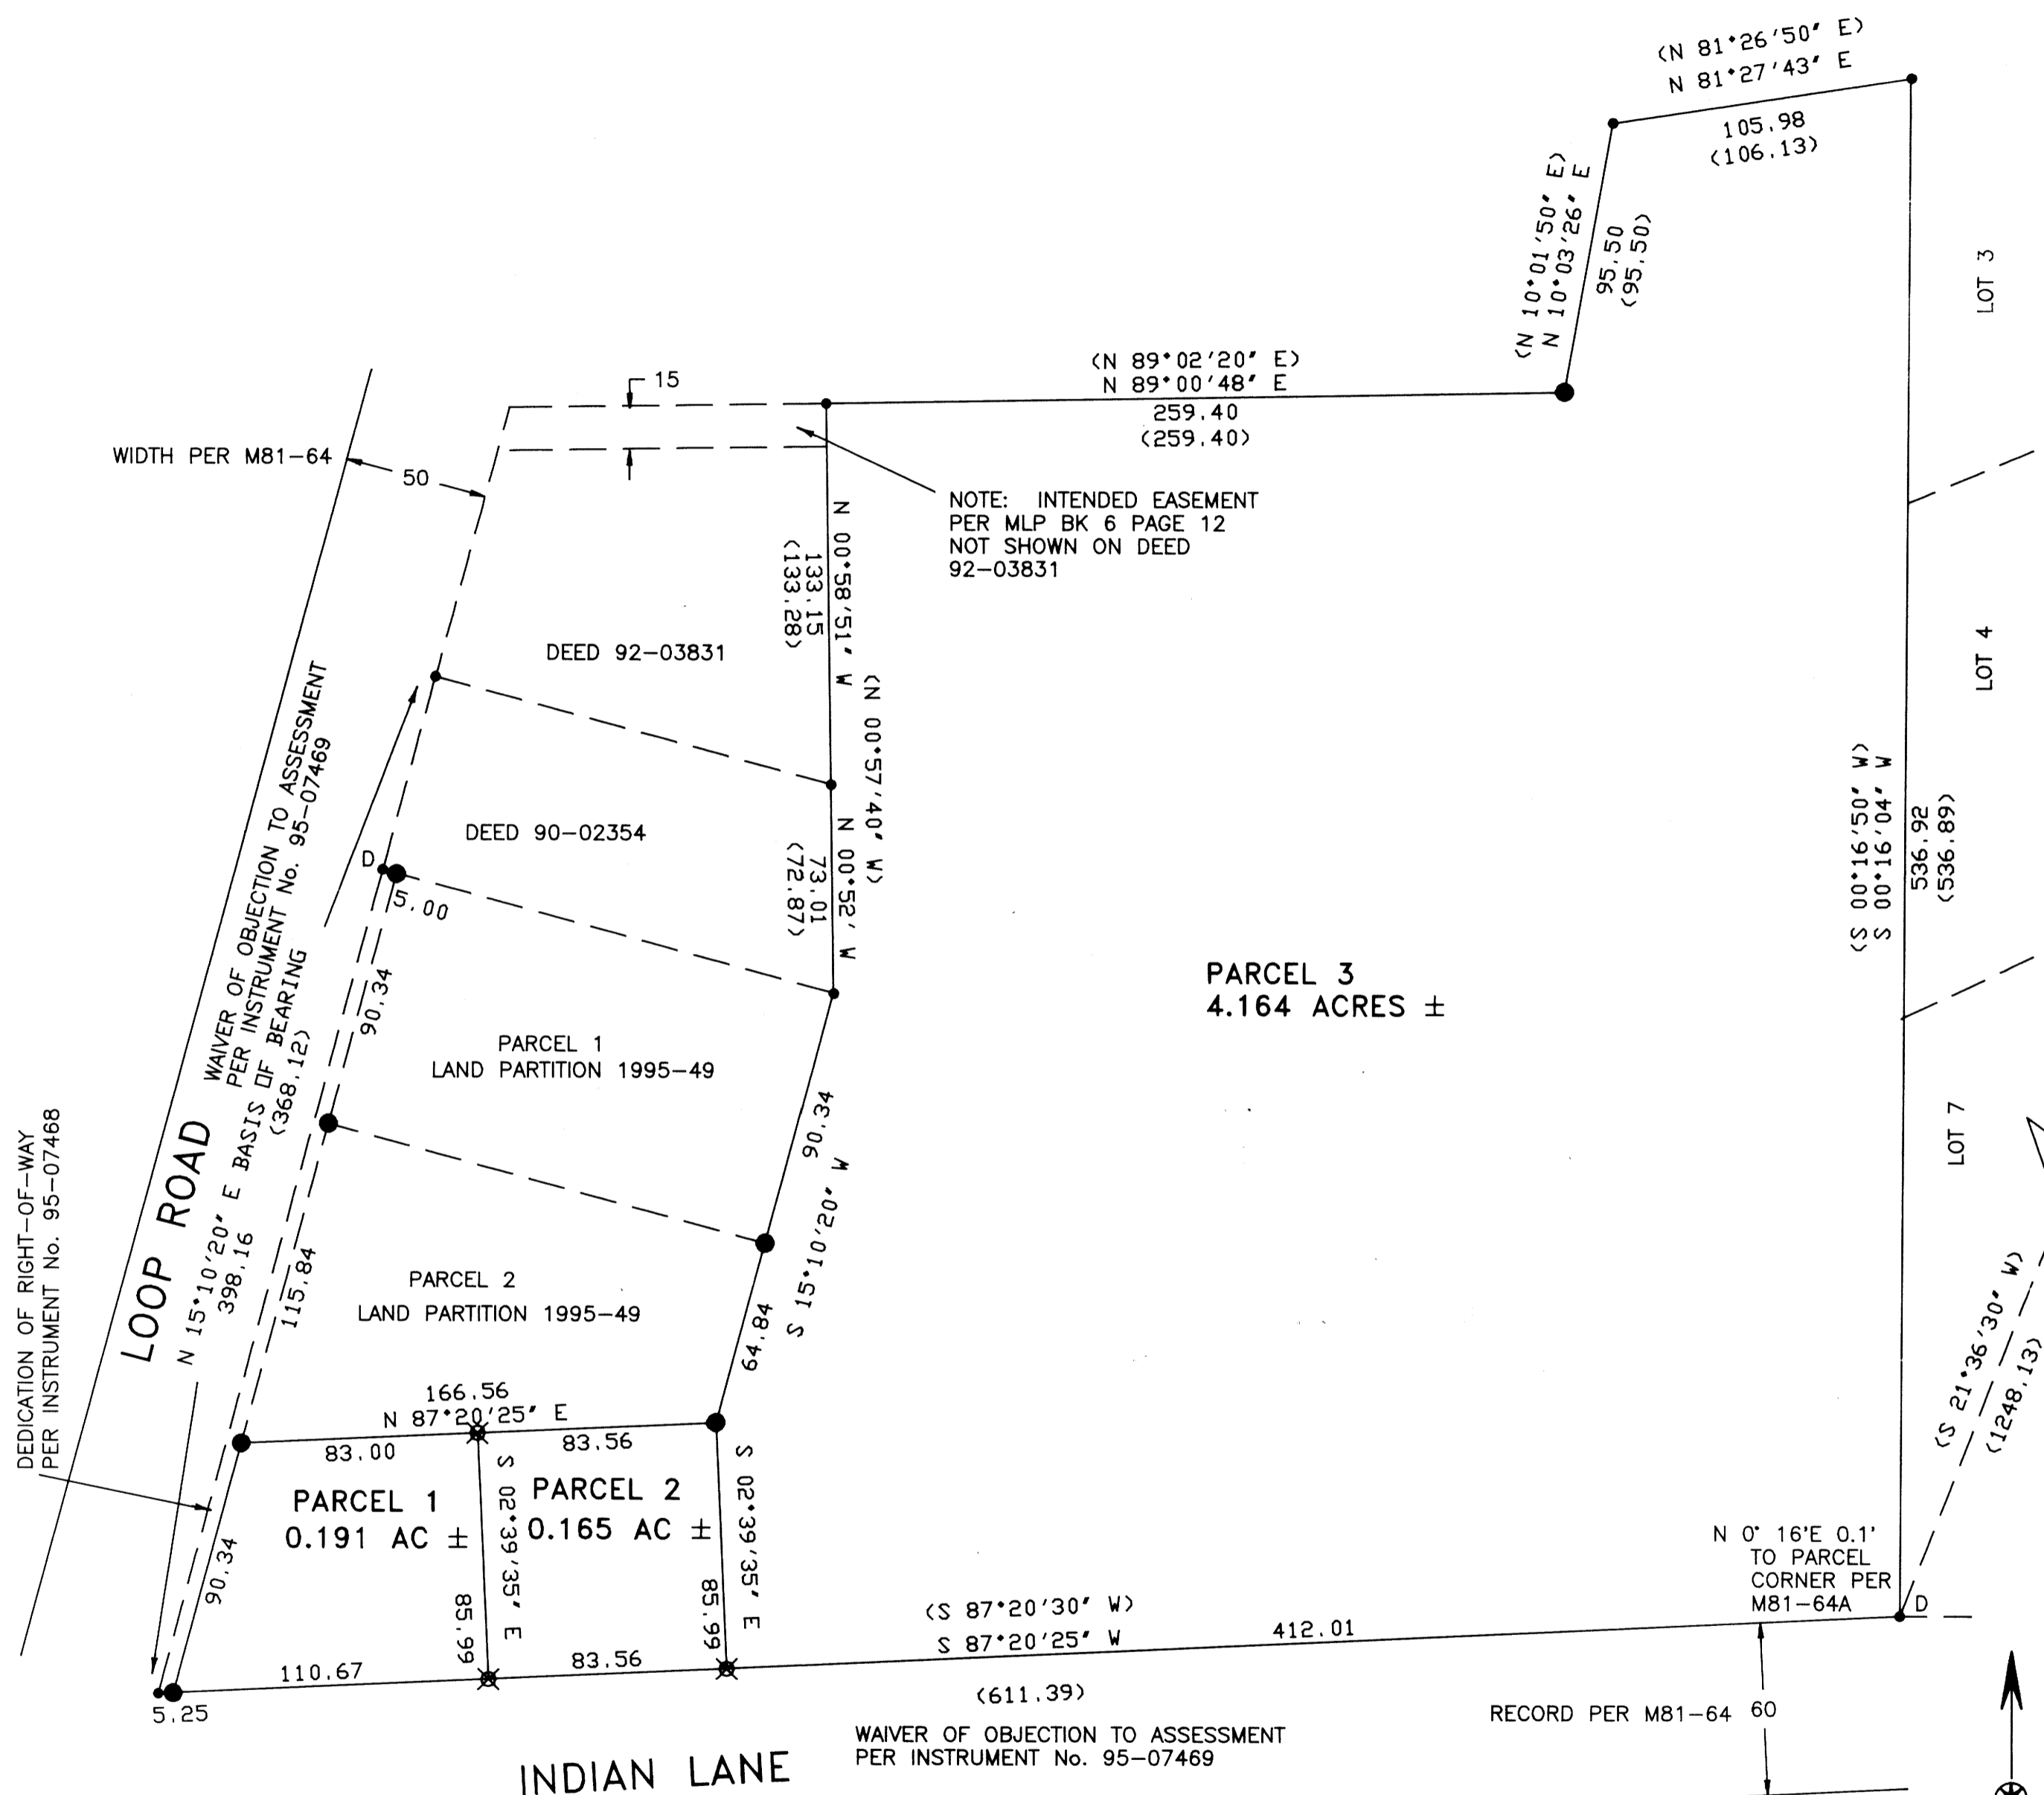 (N 81°26'50" E)
N 81°27'43" E
105.98
(106.13)
(N 10°01'50" E)
N 10°03'26" E
95.50
(95.50)
LOT 3
(N 89°02'20" E)
N 89°00'48" E
259.40
(259.40)
15
WIDTH PER M81-64
50
NOTE: INTENDED EASEMENT
PER MLP BK 6 PAGE 12
NOT SHOWN ON DEED
92-03831
N 00°58'51" W
133.15
(133.28)
DEED 92-03831
(N 00°57'40" W)
LOT 4
(S 00°16'50" W)
S 00°16'04" W
536.92
(536.89)
DEED 90-02354
N 00°52' W
73.01
(72.87)
D
5.00
WAIVER OF OBJECTION TO ASSESSMENT
PER INSTRUMENT No. 95-07469
PARCEL 3
4.164 ACRES ±
90.34
PARCEL 1
LAND PARTITION 1995-49
90.34
S 15°10'20" W
LOT 7
LOOP ROAD
N 15°10'20" E BASIS OF BEARING
398.16
(368.12)
DEDICATION OF RIGHT-OF-WAY
PER INSTRUMENT No. 95-07468
115.84
PARCEL 2
LAND PARTITION 1995-49
64.84
(S 21°36'30" W)
(1248.13)
166.56
N 87°20'25" E
83.00
83.56
PARCEL 1
0.191 AC ±
S 02°39'35" E
85.99
PARCEL 2
0.165 AC ±
S 02°39'35" E
85.99
90.34
N 0° 16'E 0.1'
TO PARCEL
CORNER PER
M81-64A
D
(S 87°20'30" W)
S 87°20'25" W
412.01
110.67
83.56
5.25
(611.39)
RECORD PER M81-64
60
WAIVER OF OBJECTION TO ASSESSMENT
PER INSTRUMENT No. 95-07469
INDIAN LANE